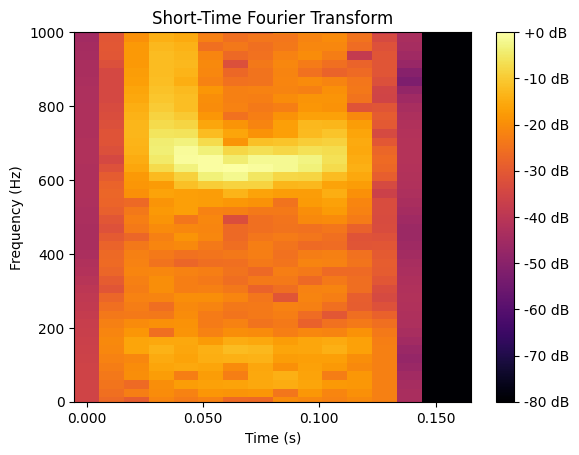 Short-Time Fourier Transform
Frequency (Hz)
1000
800
600
400
200
0
0.000
0.050
0.100
0.150
Time (s)
+0 dB
-10 dB
-20 dB
-30 dB
-40 dB
-50 dB
-60 dB
-70 dB
-80 dB